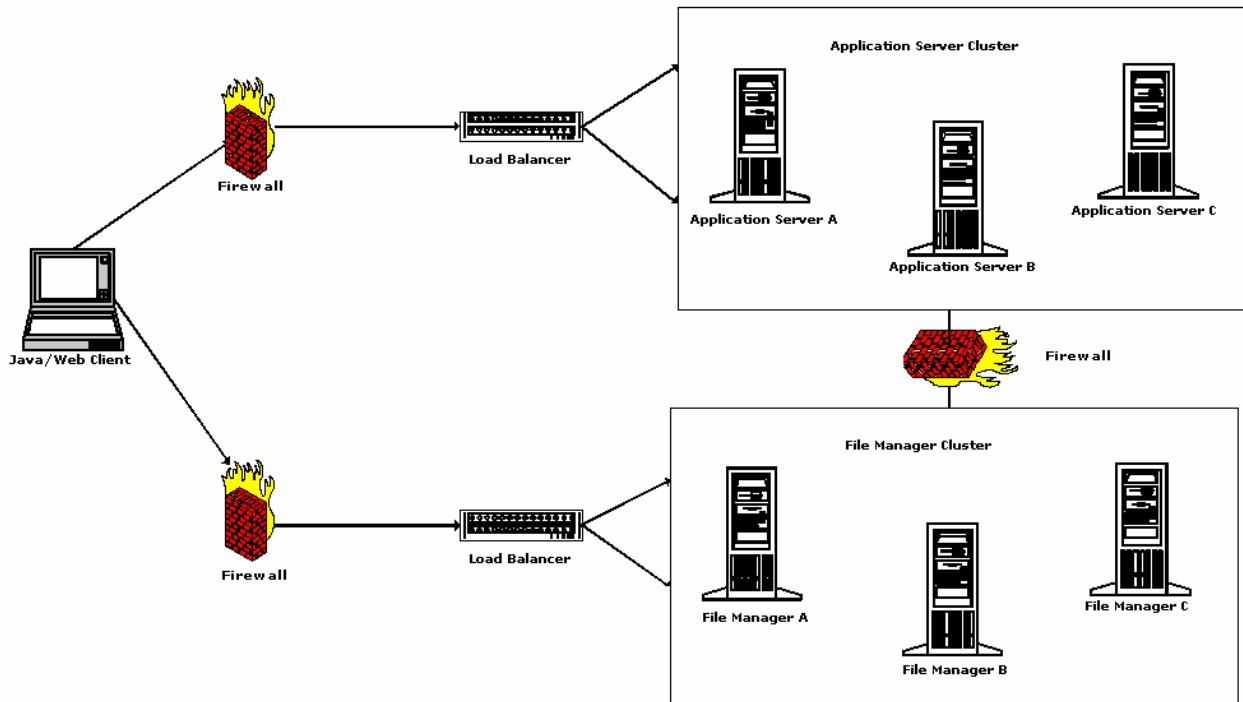 Application Server Cluster
Load Balancer
Firewall
Application Server A
Application Server B
Application Server C
Java/Web Client
Firewall
File Manager Cluster
Load Balancer
Firewall
File Manager A
File Manager B
File Manager C